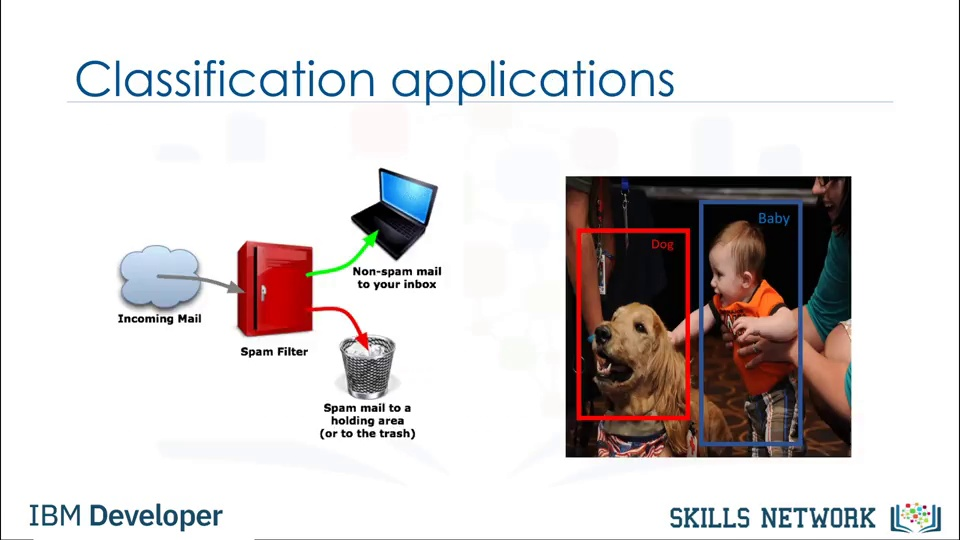 Classification applications
Incoming Mail
Spam Filter
Non-spam mail
to your inbox
Spam mail to a
holding area
(or to the trash)
Dog
Baby
IBM Developer
SKILLS NETWORK